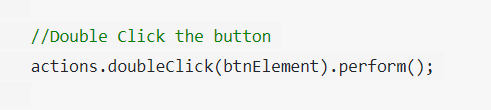 //Double Click the button
actions.doubleClick(btnElement).perform();